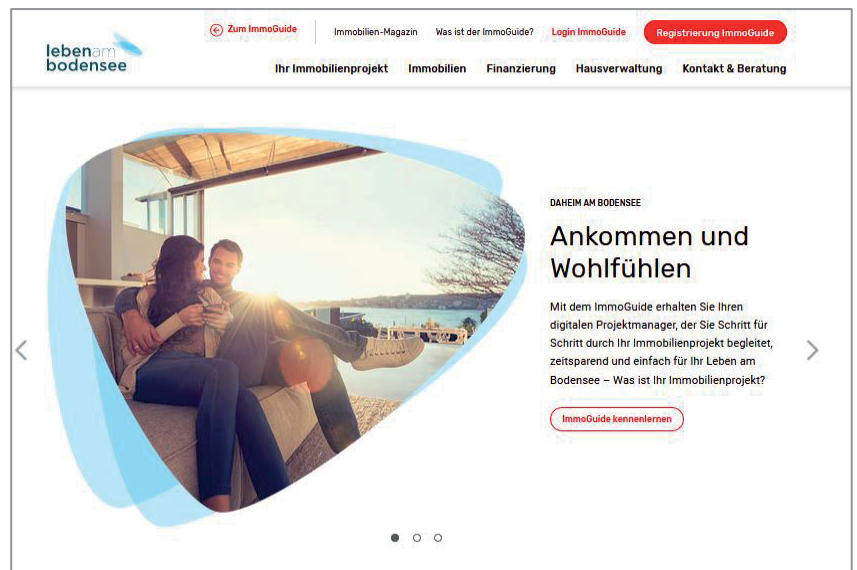 lebenam
bodensee
Zum ImmoGuide
Immobilien-Magazin
Was ist der ImmoGuide?
Login ImmoGuide
Registrierung ImmoGuide
Ihr Immobilienprojekt
Immobilien
Finanzierung
Hausverwaltung
Kontakt & Beratung
DAHEIM AM BODENSEE
Ankommen und
Wohlfühlen
Mit dem ImmoGuide erhalten Sie Ihren
digitalen Projektmanager, der Sie Schritt für
Schritt durch Ihr Immobilienprojekt begleitet,
zeitsparend und einfach für Ihr Leben am
Bodensee – Was ist Ihr Immobilienprojekt?
ImmoGuide kennenlernen